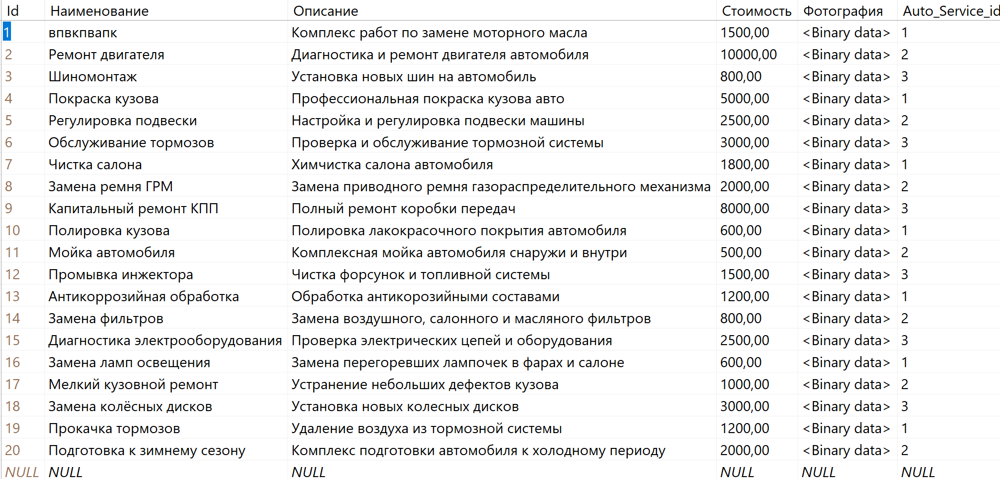 Id Наименование Описание Стоимость Фотография Auto_Service_id
1 впвкпвапк Комплекс работ по замене моторного масла 1500,00 <Binary data> 1
2 Ремонт двигателя Диагностика и ремонт двигателя автомобиля 10000,00 <Binary data> 2
3 Шиномонтаж Установка новых шин на автомобиль 800,00 <Binary data> 3
4 Покраска кузова Профессиональная покраска кузова авто 5000,00 <Binary data> 1
5 Регулировка подвески Настройка и регулировка подвески машины 2500,00 <Binary data> 2
6 Обслуживание тормозов Проверка и обслуживание тормозной системы 3000,00 <Binary data> 3
7 Чистка салона Химчистка салона автомобиля 1800,00 <Binary data> 1
8 Замена ремня ГРМ Замена приводного ремня газораспределительного механизма 2000,00 <Binary data> 2
9 Капитальный ремонт КПП Полный ремонт коробки передач 8000,00 <Binary data> 3
10 Полировка кузова Полировка лакокрасочного покрытия автомобиля 600,00 <Binary data> 1
11 Мойка автомобиля Комплексная мойка автомобиля снаружи и внутри 500,00 <Binary data> 2
12 Промывка инжектора Чистка форсунок и топливной системы 1500,00 <Binary data> 3
13 Антикоррозийная обработка Обработка антикорозийными составами 1200,00 <Binary data> 1
14 Замена фильтров Замена воздушного, салонного и масляного фильтров 800,00 <Binary data> 2
15 Диагностика электрооборудования Проверка электрических цепей и оборудования 2500,00 <Binary data> 3
16 Замена ламп освещения Замена перегоревших лампочек в фарах и салоне 600,00 <Binary data> 1
17 Мелкий кузовной ремонт Устранение небольших дефектов кузова 1000,00 <Binary data> 2
18 Замена колёсных дисков Установка новых колесных дисков 3000,00 <Binary data> 3
19 Прокачка тормозов Удаление воздуха из тормозной системы 1200,00 <Binary data> 1
20 Подготовка к зимнему сезону Комплекс подготовки автомобиля к холодному периоду 2000,00 <Binary data> 2
NULL NULL NULL NULL NULL NULL